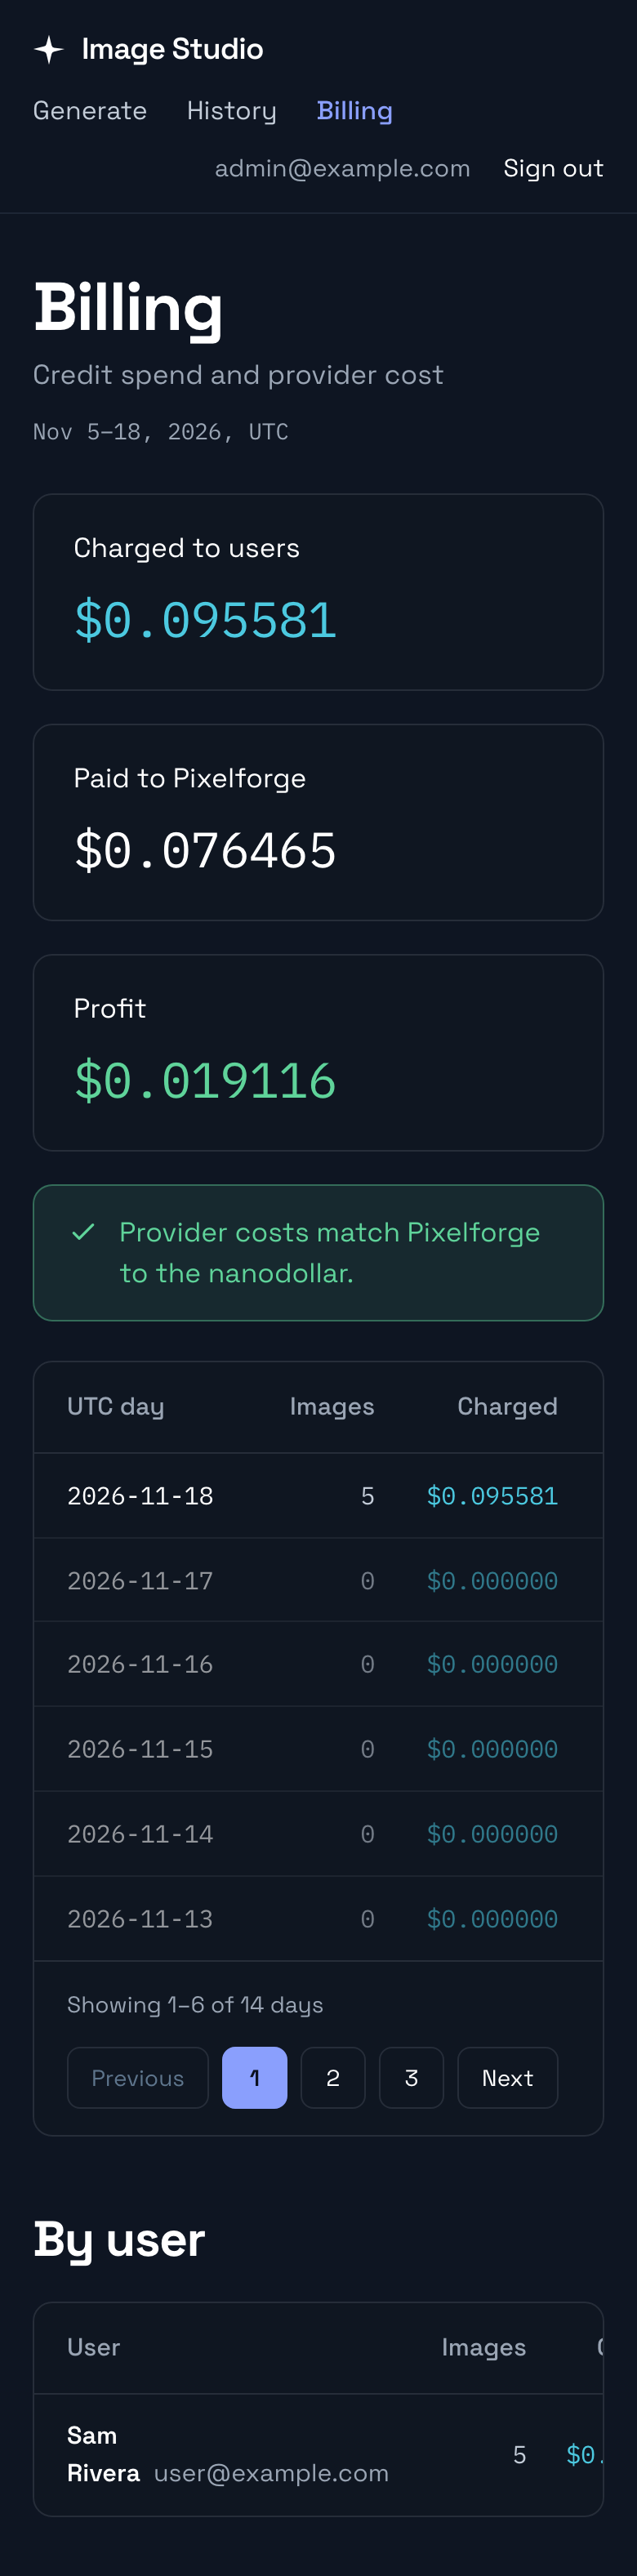 Image Studio
Generate History Billing
admin@example.com Sign out
Billing
Credit spend and provider cost
Nov 5–18, 2026, UTC
Charged to users
$0.095581
Paid to Pixelforge
$0.076465
Profit
$0.019116
Provider costs match Pixelforge
to the nanodollar.
UTC day Images Charged
2026-11-18 5 $0.095581
2026-11-17 0 $0.000000
2026-11-16 0 $0.000000
2026-11-15 0 $0.000000
2026-11-14 0 $0.000000
2026-11-13 0 $0.000000
Showing 1–6 of 14 days
Previous 1 2 3 Next
By user
User Images
Sam
Rivera user@example.com 5 $0.